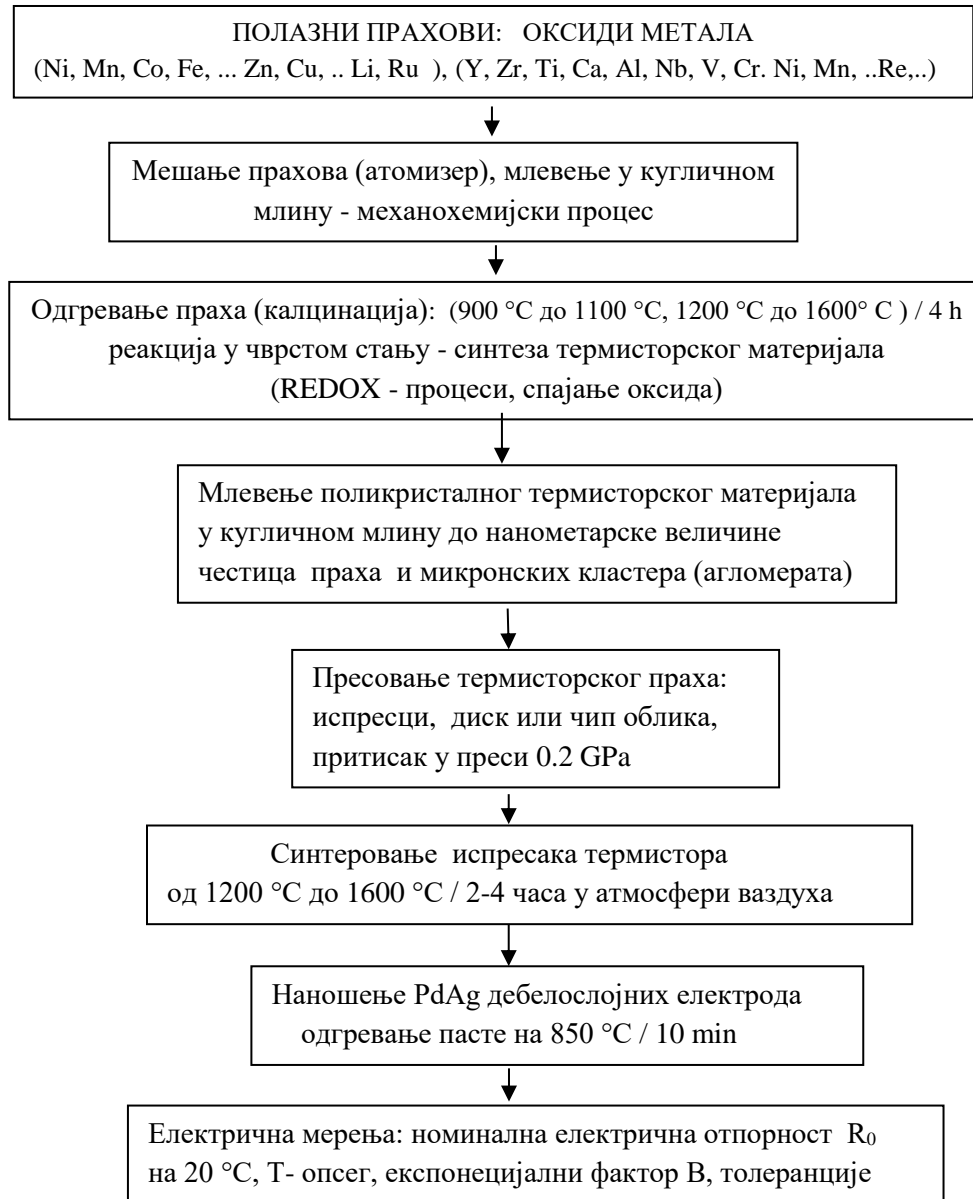 ПОЛАЗНИ ПРАХОВИ: ОКСИДИ МЕТАЛА
(Ni, Mn, Co, Fe, ... Zn, Cu, .. Li, Ru ), (Y, Zr, Ti, Ca, Al, Nb, V, Cr. Ni, Mn, ..Re,..)
Мешање прахова (атомизер), млевење у кугличном
млину - механохемијски процес
Одгревање праха (калцинација): (900 °C до 1100 °C, 1200 °C до 1600° C ) / 4 h
реакција у чврстом стању - синтеза термисторског материјала
(REDOX - процеси, спајање оксида)
Млевење поликристалног термисторског материјала
у кугличном млину до нанометарске величине
честица праха и микронских кластера (агломерата)
Пресовање термисторског праха:
испресци, диск или чип облика,
притисак у преси 0.2 GPa
Синтеровање испресака термистора
од 1200 °C до 1600 °C / 2-4 часа у атмосфери ваздуха
Наношење PdAg дебелослојних електрода
одгревање пасте на 850 °C / 10 min
Електрична мерења: номинална електрична отпорност R₀
на 20 °C, Т- опсег, експонецијални фактор В, толеранције